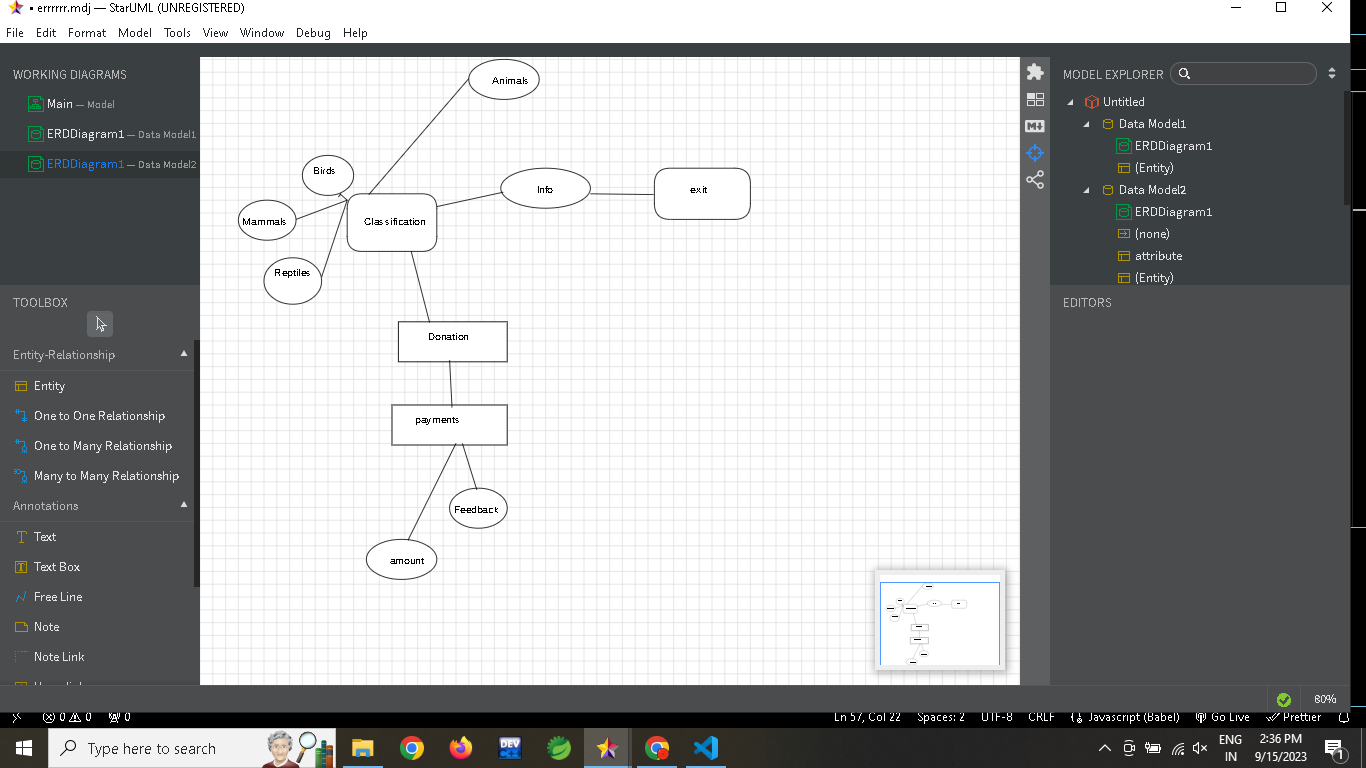 • errrrrr.mdj — StarUML (UNREGISTERED)
File Edit Format Model Tools View Window Debug Help
WORKING DIAGRAMS
Main — Model
ERDDiagram1 — Data Model1
ERDDiagram1 — Data Model2
TOOLBOX
Entity-Relationship
Entity
One to One Relationship
One to Many Relationship
Many to Many Relationship
Annotations
Text
Text Box
Free Line
Note
Note Link
Animals
Birds
Mammals
Reptiles
Classification
Info
exit
Donation
payments
Feedback
amount
MODEL EXPLORER
Untitled
Data Model1
ERDDiagram1
(Entity)
Data Model2
ERDDiagram1
(none)
attribute
(Entity)
EDITORS
80%
0 0 0
Ln 57, Col 22 Spaces: 2 UTF-8 CRLF Javascript (Babel) Go Live Prettier
Type here to search
DEV
ENG
IN
2:36 PM
9/15/2023
1